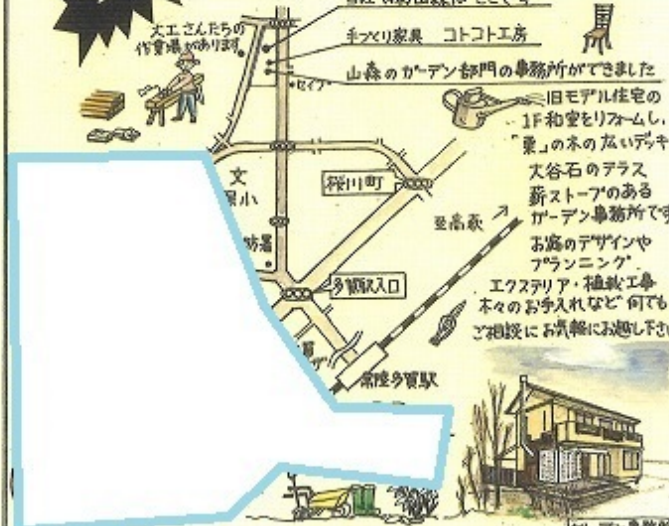 大工さんたちの
作業場があります
手づくり家具 コトコト工房
山森のガーデン部門の事務所ができました
セイブ
旧モデル住宅の
1F和室をリフォームし、
「栗」の木の広いデッキ
大谷石のテラス
薪ストーブのある
ガーデン事務所です
お庭のデザインや
プランニング
エクステリア・植栽工事
木々のお手入れなど何でも
ご相談にお気軽にお越し下さい
文
小
桜川町
至高萩
防署
多賀駅入口
常陸多賀駅